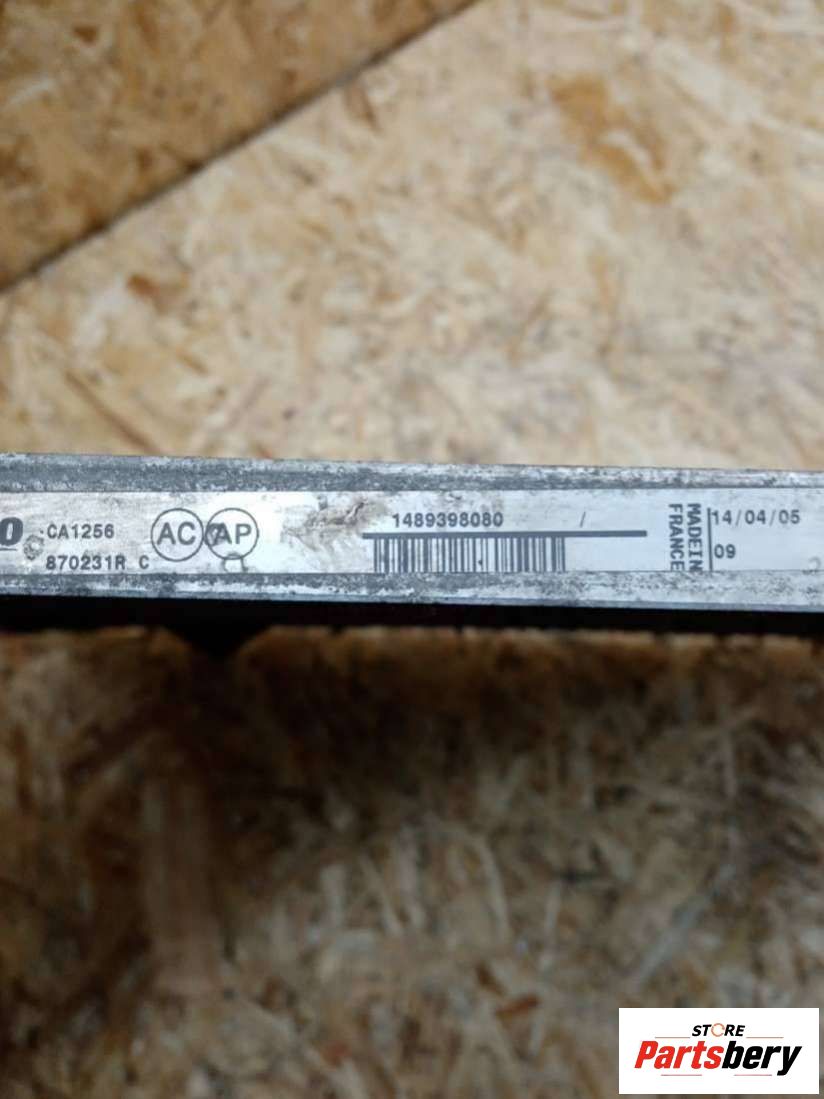 O CA1256
870231R C
AC AP
1489398080 /
MADE IN
FRANCE
14/04/05
09
STORE
Partsbery